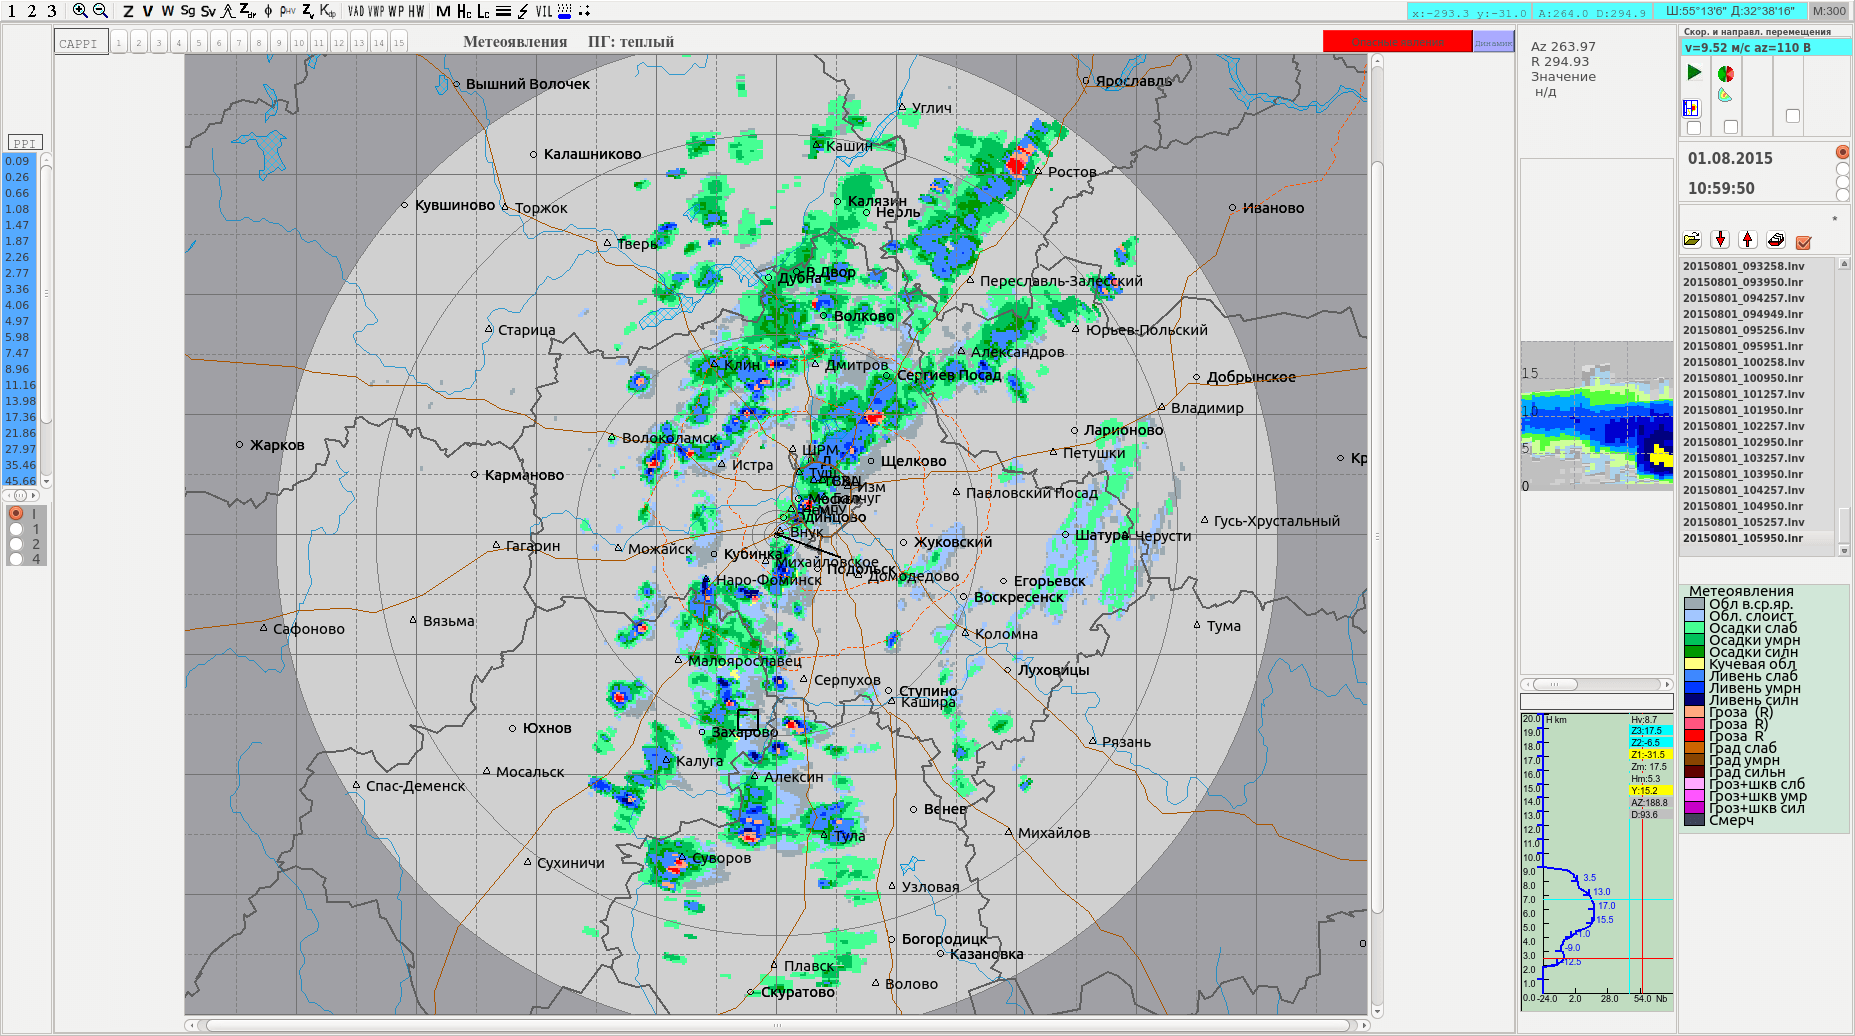 1 2 3 Z V W Sg Sv Zdr ϕ ρHV Zv Kdp VAD VWP WP HW M Hc Lc VIL
x:-293.3 y:-31.0 A:264.0 D:294.9 Ш:55°13'6" Д:32°38'16" M:300
CAPPI 1 2 3 4 5 6 7 8 9 10 11 12 13 14 15 Метеоявления ПГ: теплый
Динамик
PPI
0.09
0.26
0.66
1.08
1.47
1.87
2.26
2.77
3.36
4.06
4.97
5.98
7.47
8.96
11.16
13.98
17.36
21.86
27.97
35.46
45.66
I
1
2
4
Вышний Волочек
Ярославль
Углич
Кашин
Калашниково
Ростов
Кувшиново
Торжок
Калязин
Нерль
Иваново
Тверь
В.Двор
Дубна
Переславль-Залесский
Волково
Старица
Юрьев-Польский
Александров
Клин
Дмитров
Сергиев Посад
Добрынское
Владимир
Волоколамск
Ларионово
Жарков
ШРМ
Петушки
Истра
Щелково
Кр
Карманово
Туш
Изм
Павловский Посад
Балчуг
Одинцово
Гусь-Хрустальный
Внук
Шатура
Черусти
Гагарин
Можайск
Кубинка
Жуковский
Михайловское
Подольск
Домодедово
Наро-Фоминск
Егорьевск
Воскресенск
Вязьма
Сафоново
Коломна
Тума
Малоярославец
Луховицы
Серпухов
Ступино
Кашира
Юхнов
Захарово
Рязань
Калуга
Мосальск
Алексин
Спас-Деменск
Венев
Тула
Михайлов
Суворов
Сухиничи
Узловая
Богородицк
Казановка
Плавск
Волово
Скуратово
Az 263.97
R 294.93
Значение
н/д
15
10
5
0
20.0 H km
19.0
18.0
17.0
16.0
15.0
14.0
13.0
12.0
11.0
10.0
9.0
8.0
7.0
6.0
5.0
4.0
3.0
2.0
1.0
0.0 -24.0 2.0 28.0 54.0 Nb
3.5
13.0
17.0
15.5
-1.0
-9.0
-12.5
Hv:8.7
Z3:17.5
Z2:-6.5
Z1:-31.5
Zm: 17.5
Hm:5.3
Y:15.2
AZ:188.8
D:93.6
Скор. и направл. перемещения
v=9.52 м/с az=110 В
01.08.2015
10:59:50
*
20150801_093258.lnv
20150801_093950.lnr
20150801_094257.lnv
20150801_094949.lnr
20150801_095256.lnv
20150801_095951.lnr
20150801_100258.lnv
20150801_100950.lnr
20150801_101257.lnv
20150801_101950.lnr
20150801_102257.lnv
20150801_102950.lnr
20150801_103257.lnv
20150801_103950.lnr
20150801_104257.lnv
20150801_104950.lnr
20150801_105257.lnv
20150801_105950.lnr
Метеоявления
Обл в.ср.яр.
Обл. слоист
Осадки слаб
Осадки умрн
Осадки силн
Кучевая обл
Ливень слаб
Ливень умрн
Ливень силн
Гроза (R)
Гроза R)
Гроза R
Град слаб
Град умрн
Град сильн
Гроз+шкв слб
Гроз+шкв умр
Гроз+шкв сил
Смерч